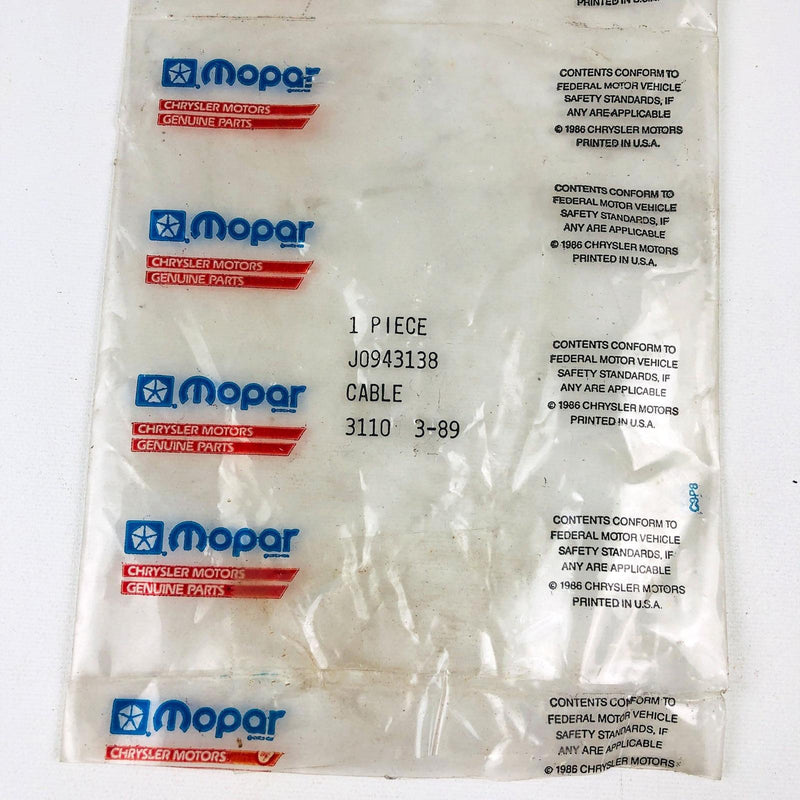 PRINTED IN U.S.A.
Mopar
CHRYSLER MOTORS
GENUINE PARTS
CONTENTS CONFORM TO
FEDERAL MOTOR VEHICLE
SAFETY STANDARDS, IF
ANY ARE APPLICABLE
© 1986 CHRYSLER MOTORS
PRINTED IN U.S.A.
Mopar
CHRYSLER MOTORS
GENUINE PARTS
CONTENTS CONFORM TO
FEDERAL MOTOR VEHICLE
SAFETY STANDARDS, IF
ANY ARE APPLICABLE
© 1986 CHRYSLER MOTORS
PRINTED IN U.S.A.
1 PIECE
J0943138
CABLE
3110 3-89
Mopar
CHRYSLER MOTORS
GENUINE PARTS
CONTENTS CONFORM TO
FEDERAL MOTOR VEHICLE
SAFETY STANDARDS, IF
ANY ARE APPLICABLE
© 1986 CHRYSLER MOTORS
PRINTED IN U.S.A.
C9P8
Mopar
CHRYSLER MOTORS
GENUINE PARTS
CONTENTS CONFORM TO
FEDERAL MOTOR VEHICLE
SAFETY STANDARDS, IF
ANY ARE APPLICABLE
© 1986 CHRYSLER MOTORS
PRINTED IN U.S.A.
Mopar
CHRYSLER MOTORS
CONTENTS CONFORM TO
FEDERAL MOTOR VEHICLE
SAFETY STANDARDS, IF
ANY ARE APPLICABLE
© 1986 CHRYSLER MOTORS